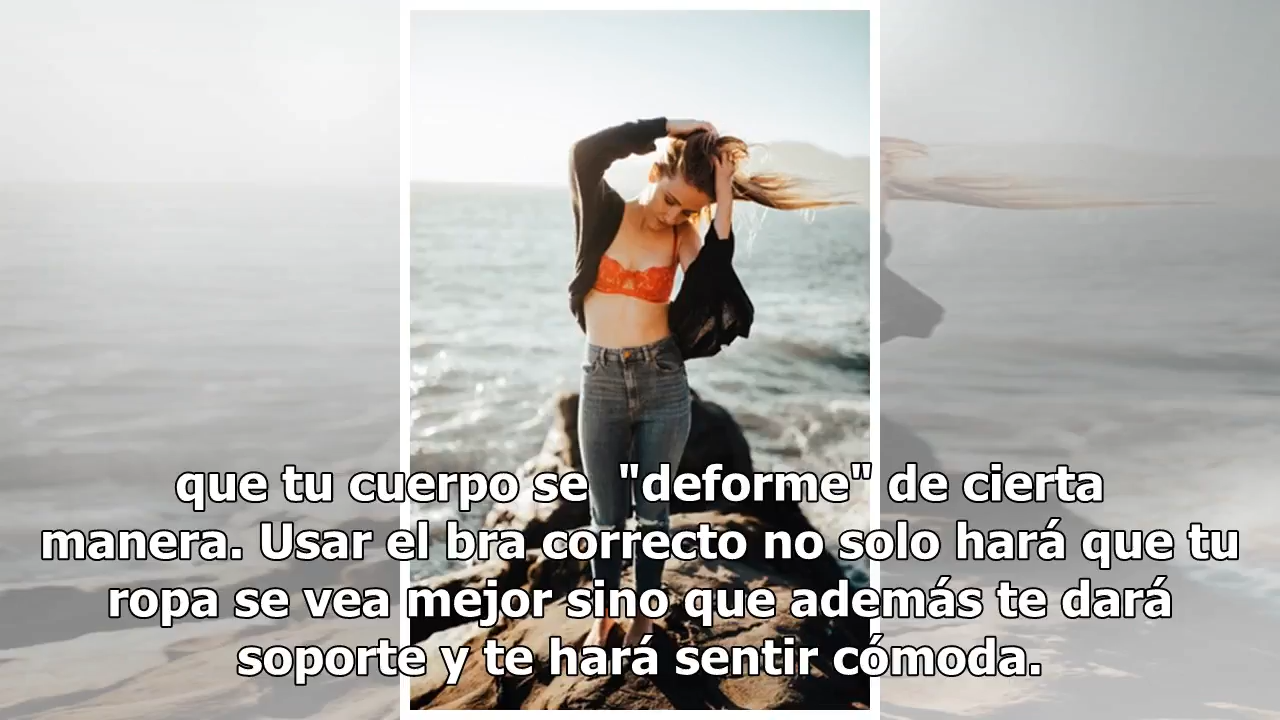 que tu cuerpo se  "deforme" de cierta
manera. Usar el bra correcto no solo hará que tu
ropa se vea mejor sino que además te dará
soporte y te hará sentir cómoda.